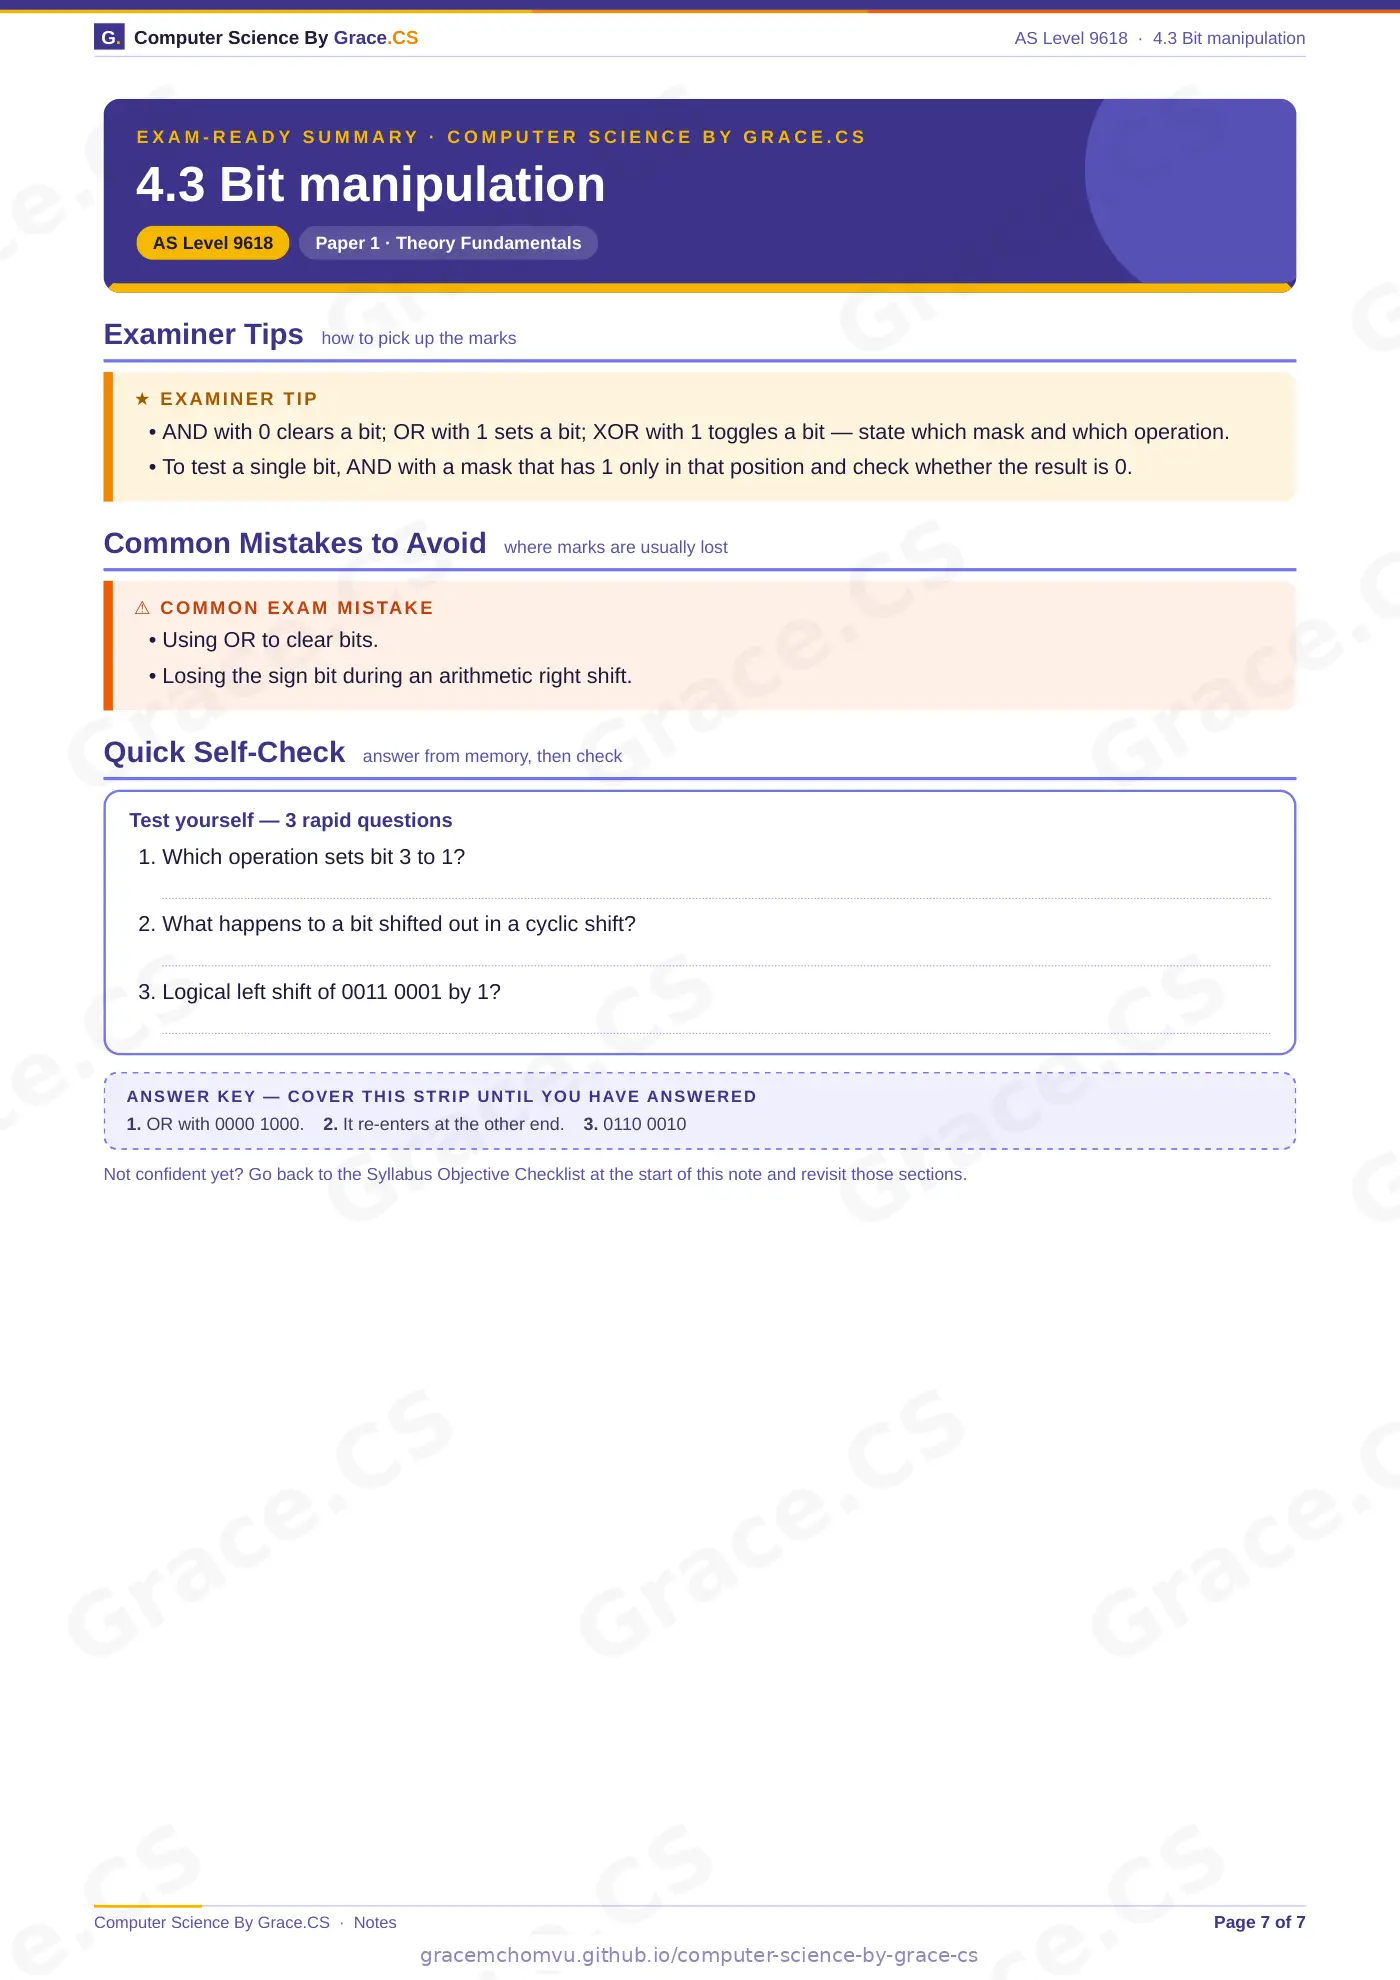 G. Computer Science By Grace.CS
AS Level 9618 · 4.3 Bit manipulation
EXAM-READY SUMMARY · COMPUTER SCIENCE BY GRACE.CS
4.3 Bit manipulation
AS Level 9618 Paper 1 · Theory Fundamentals
Examiner Tips how to pick up the marks
★ EXAMINER TIP
• AND with 0 clears a bit; OR with 1 sets a bit; XOR with 1 toggles a bit — state which mask and which operation.
• To test a single bit, AND with a mask that has 1 only in that position and check whether the result is 0.
Common Mistakes to Avoid where marks are usually lost
⚠ COMMON EXAM MISTAKE
• Using OR to clear bits.
• Losing the sign bit during an arithmetic right shift.
Quick Self-Check answer from memory, then check
Test yourself — 3 rapid questions
1. Which operation sets bit 3 to 1?
2. What happens to a bit shifted out in a cyclic shift?
3. Logical left shift of 0011 0001 by 1?
ANSWER KEY — COVER THIS STRIP UNTIL YOU HAVE ANSWERED
1. OR with 0000 1000. 2. It re-enters at the other end. 3. 0110 0010
Not confident yet? Go back to the Syllabus Objective Checklist at the start of this note and revisit those sections.
Computer Science By Grace.CS · Notes
Page 7 of 7
gracemchomvu.github.io/computer-science-by-grace-cs